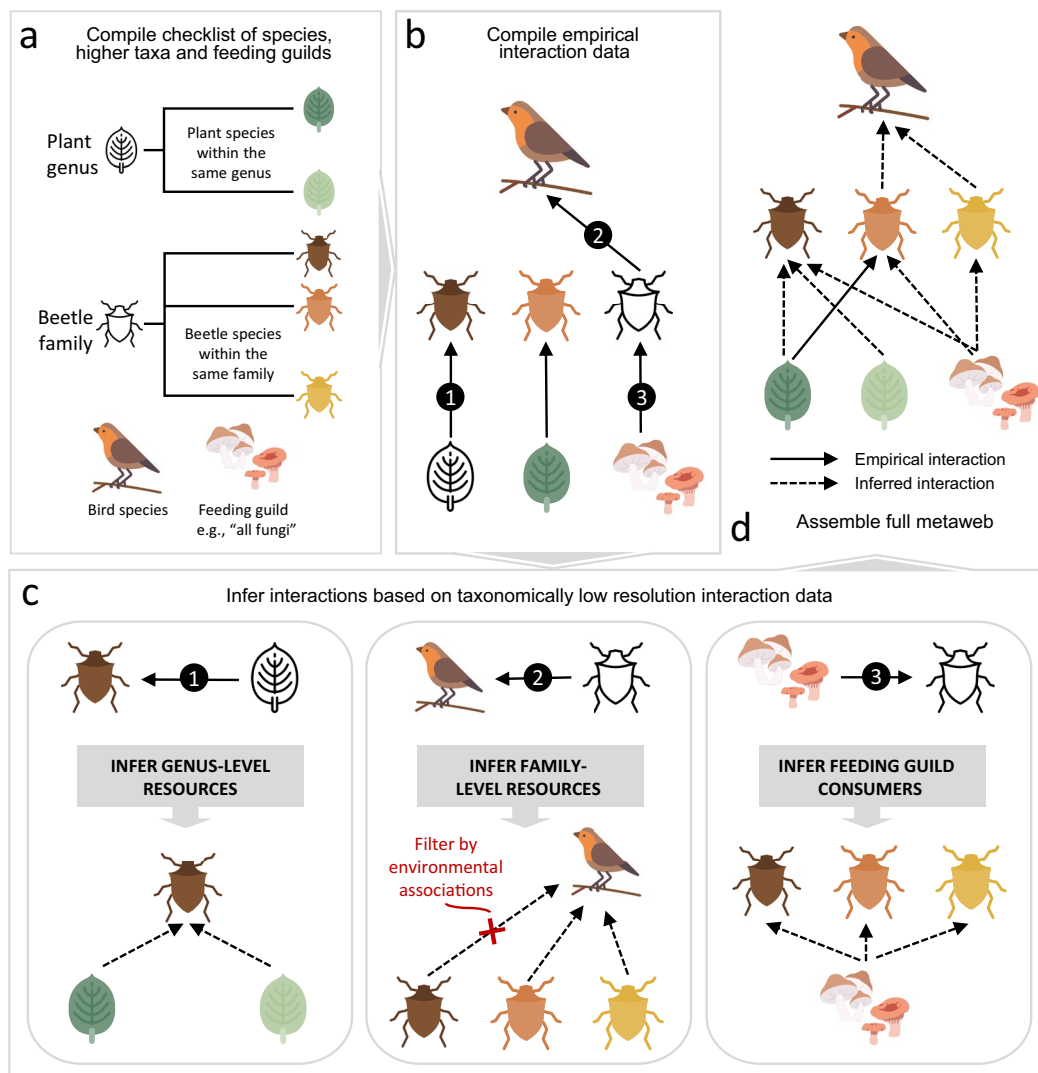 a
Compile checklist of species,
higher taxa and feeding guilds
Plant
genus
Plant species
within the
same genus
Beetle
family
Beetle species
within the
same family
Bird species
Feeding guild
e.g., “all fungi”
b
Compile empirical
interaction data
2
1
3
Empirical interaction
Inferred interaction
d
Assemble full metaweb
c
Infer interactions based on taxonomically low resolution interaction data
1
INFER GENUS-LEVEL
RESOURCES
2
INFER FAMILY-
LEVEL RESOURCES
Filter by
environmental
associations
3
INFER FEEDING GUILD
CONSUMERS